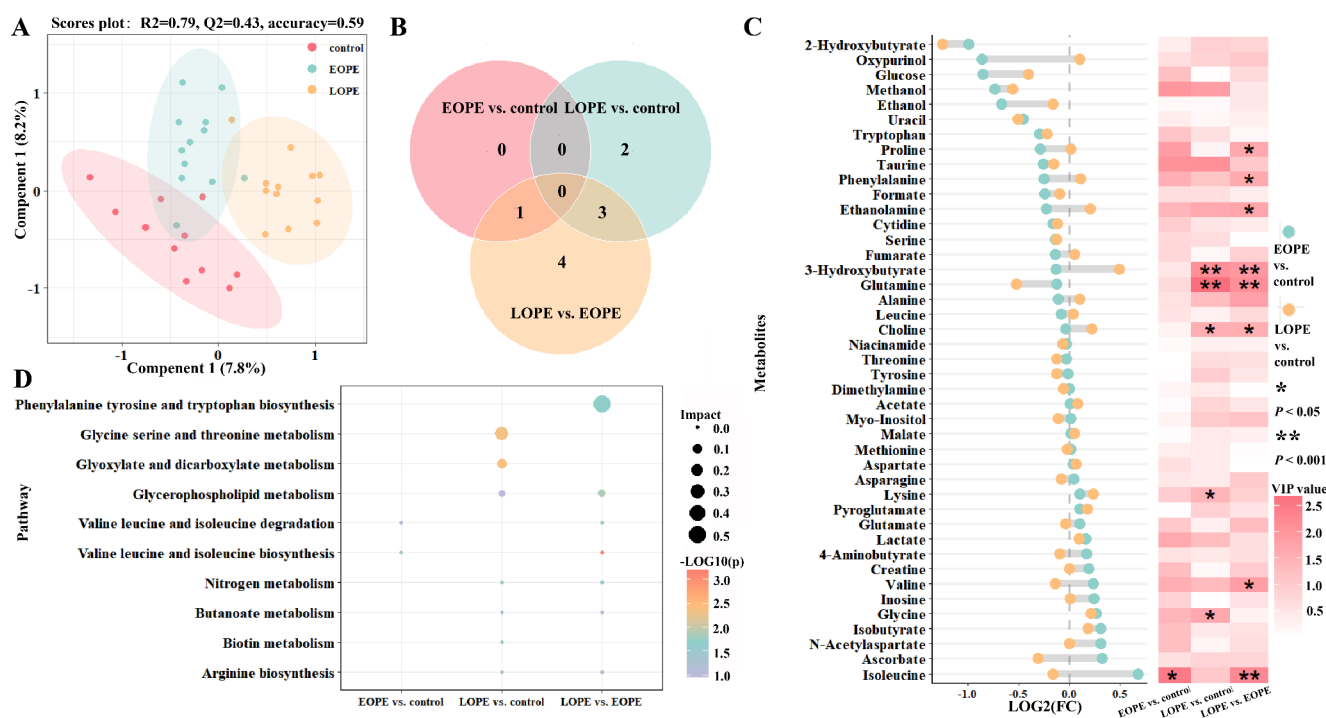 A
Scores plot: R2=0.79, Q2=0.43, accuracy=0.59
control
EOPE
LOPE
Compenent 1 (8.2%)
1
0
-1
-1
0
1
Compenent 1 (7.8%)
B
EOPE vs. control
LOPE vs. control
0
0
2
0
1
3
4
LOPE vs. EOPE
C
Metabolites
2-Hydroxybutyrate
Oxypurinol
Glucose
Methanol
Ethanol
Uracil
Tryptophan
Proline
*
Taurine
Phenylalanine
*
Formate
Ethanolamine
*
Cytidine
Serine
Fumarate
3-Hydroxybutyrate
** **
Glutamine
** **
Alanine
Leucine
Choline
* *
Niacinamide
Threonine
Tyrosine
Dimethylamine
Acetate
Myo-Inositol
Malate
Methionine
Aspartate
Asparagine
Lysine
*
Pyroglutamate
Glutamate
Lactate
4-Aminobutyrate
Creatine
Valine
*
Inosine
Glycine
*
Isobutyrate
N-Acetylaspartate
Ascorbate
Isoleucine
* **
-1.0
-0.5
0.0
0.5
LOG2(FC)
EOPE vs. control
LOPE vs. control
LOPE vs. EOPE
EOPE
vs.
control
LOPE
vs.
control
*
P < 0.05
**
P < 0.001
VIP value
2.5
2.0
1.5
1.0
0.5
D
Pathway
Phenylalanine tyrosine and tryptophan biosynthesis
Glycine serine and threonine metabolism
Glyoxylate and dicarboxylate metabolism
Glycerophospholipid metabolism
Valine leucine and isoleucine degradation
Valine leucine and isoleucine biosynthesis
Nitrogen metabolism
Butanoate metabolism
Biotin metabolism
Arginine biosynthesis
EOPE vs. control
LOPE vs. control
LOPE vs. EOPE
Impact
0.0
0.1
0.2
0.3
0.4
0.5
-LOG10(p)
3.0
2.5
2.0
1.5
1.0